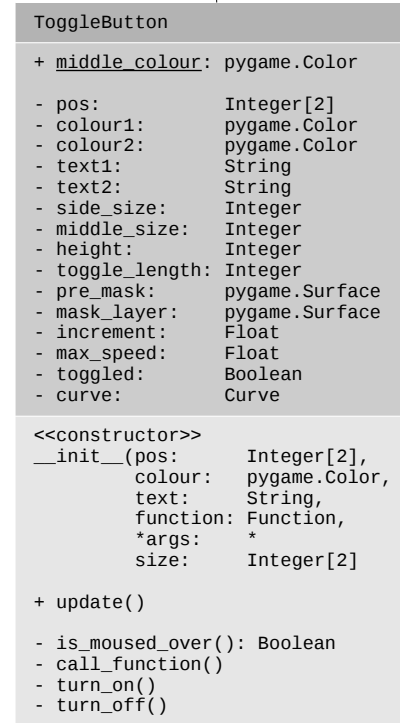 ToggleButton
+ middle_colour: pygame.Color
- pos: Integer[2]
- colour1: pygame.Color
- colour2: pygame.Color
- text1: String
- text2: String
- side_size: Integer
- middle_size: Integer
- height: Integer
- toggle_length: Integer
- pre_mask: pygame.Surface
- mask_layer: pygame.Surface
- increment: Float
- max_speed: Float
- toggled: Boolean
- curve: Curve
<<constructor>>
__init__(pos: Integer[2],
colour: pygame.Color,
text: String,
function: Function,
*args: *
size: Integer[2]
+ update()
- is_moused_over(): Boolean
- call_function()
- turn_on()
- turn_off()